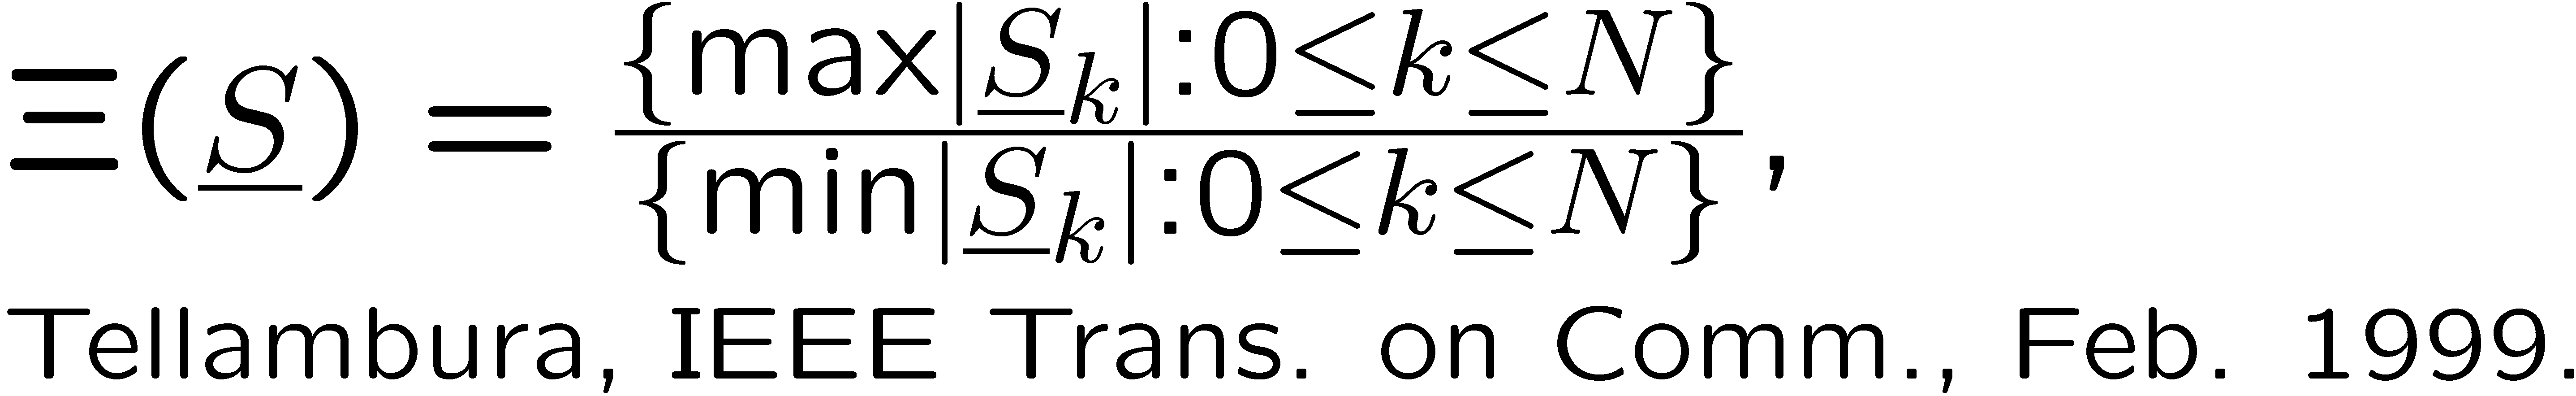 Ξ(S) = {max|S_k|:0≤k≤N} / {min|S_k|:0≤k≤N},
Tellambura, IEEE Trans. on Comm., Feb. 1999.